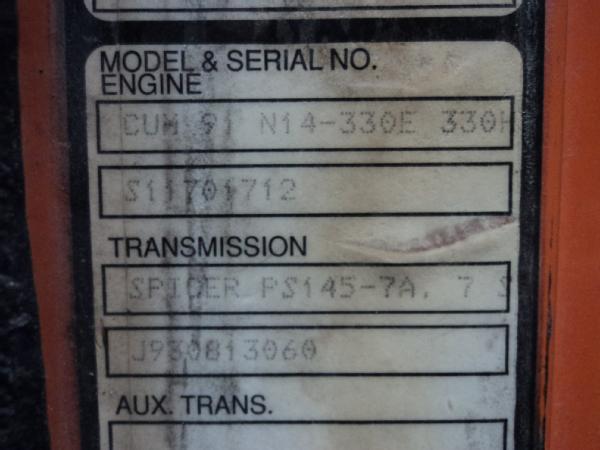 MODEL & SERIAL NO.
ENGINE
CUM 91 N14-330E 330H
S11701712
TRANSMISSION
SPICER PS145-7A, 7 S
J930813060
AUX. TRANS.